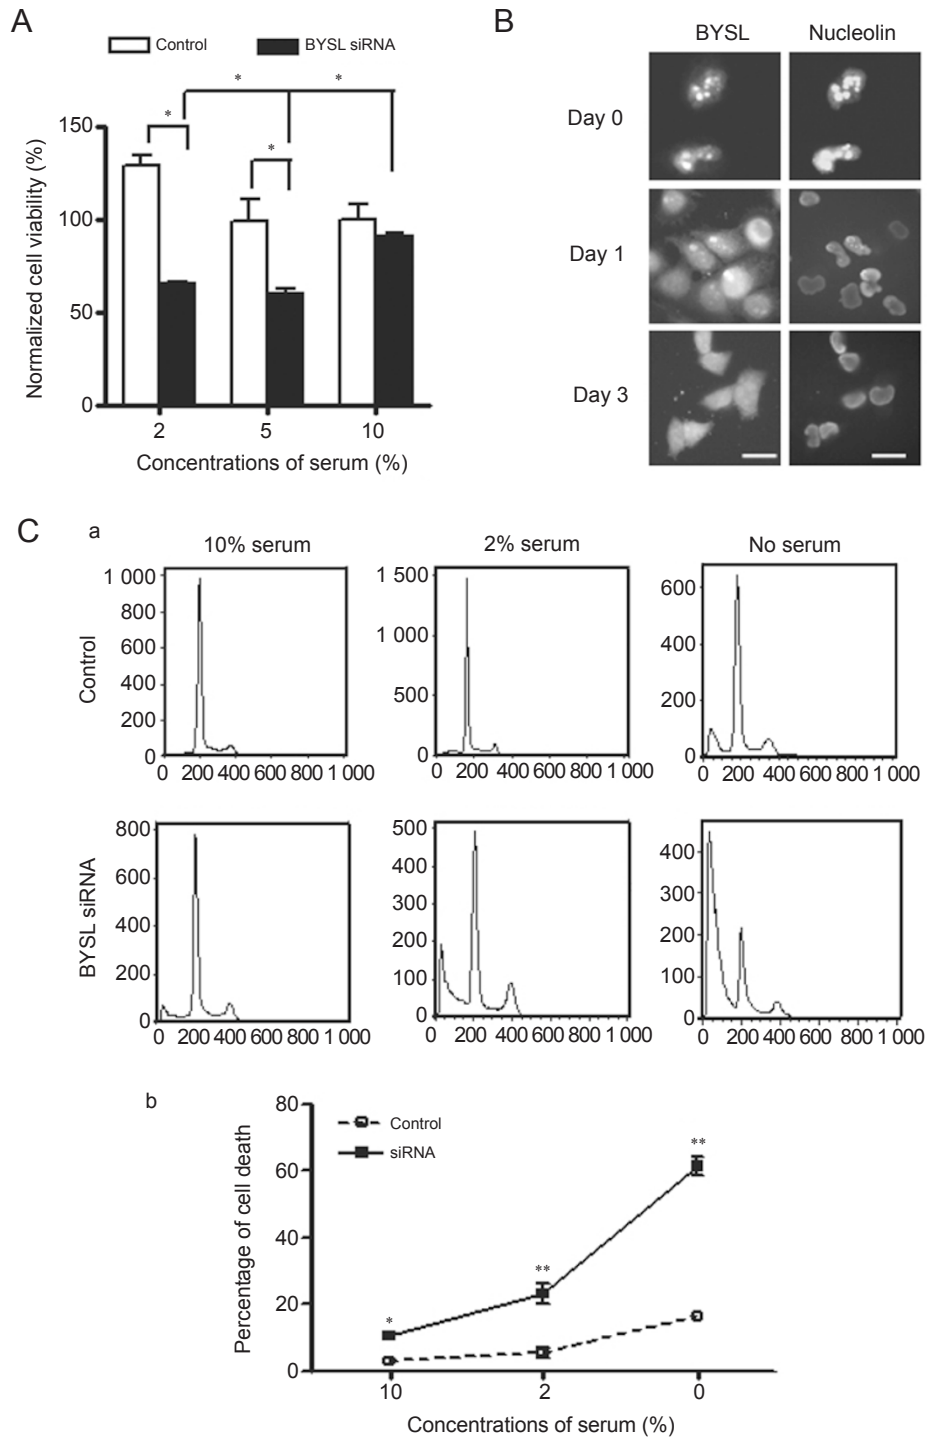 A
Control
BYSL siRNA
*
*
*
*
Normalized cell viability (%)
150
100
50
0
2
5
10
Concentrations of serum (%)
B
BYSL
Nucleolin
Day 0
Day 1
Day 3
C
a
10% serum
2% serum
No serum
Control
1 000
800
600
400
200
0
0 200 400 600 800 1 000
1 500
1 000
500
0
0 200 400 600 800 1 000
600
400
200
0
0 200 400 600 800 1 000
BYSL siRNA
800
600
400
200
0
0 200 400 600 800 1 000
500
400
300
200
100
0
0 200 400 600 800 1 000
400
300
200
100
0
0 200 400 600 800 1 000
b
Percentage of cell death
80
60
40
20
0
Control
siRNA
*
**
**
10
2
0
Concentrations of serum (%)